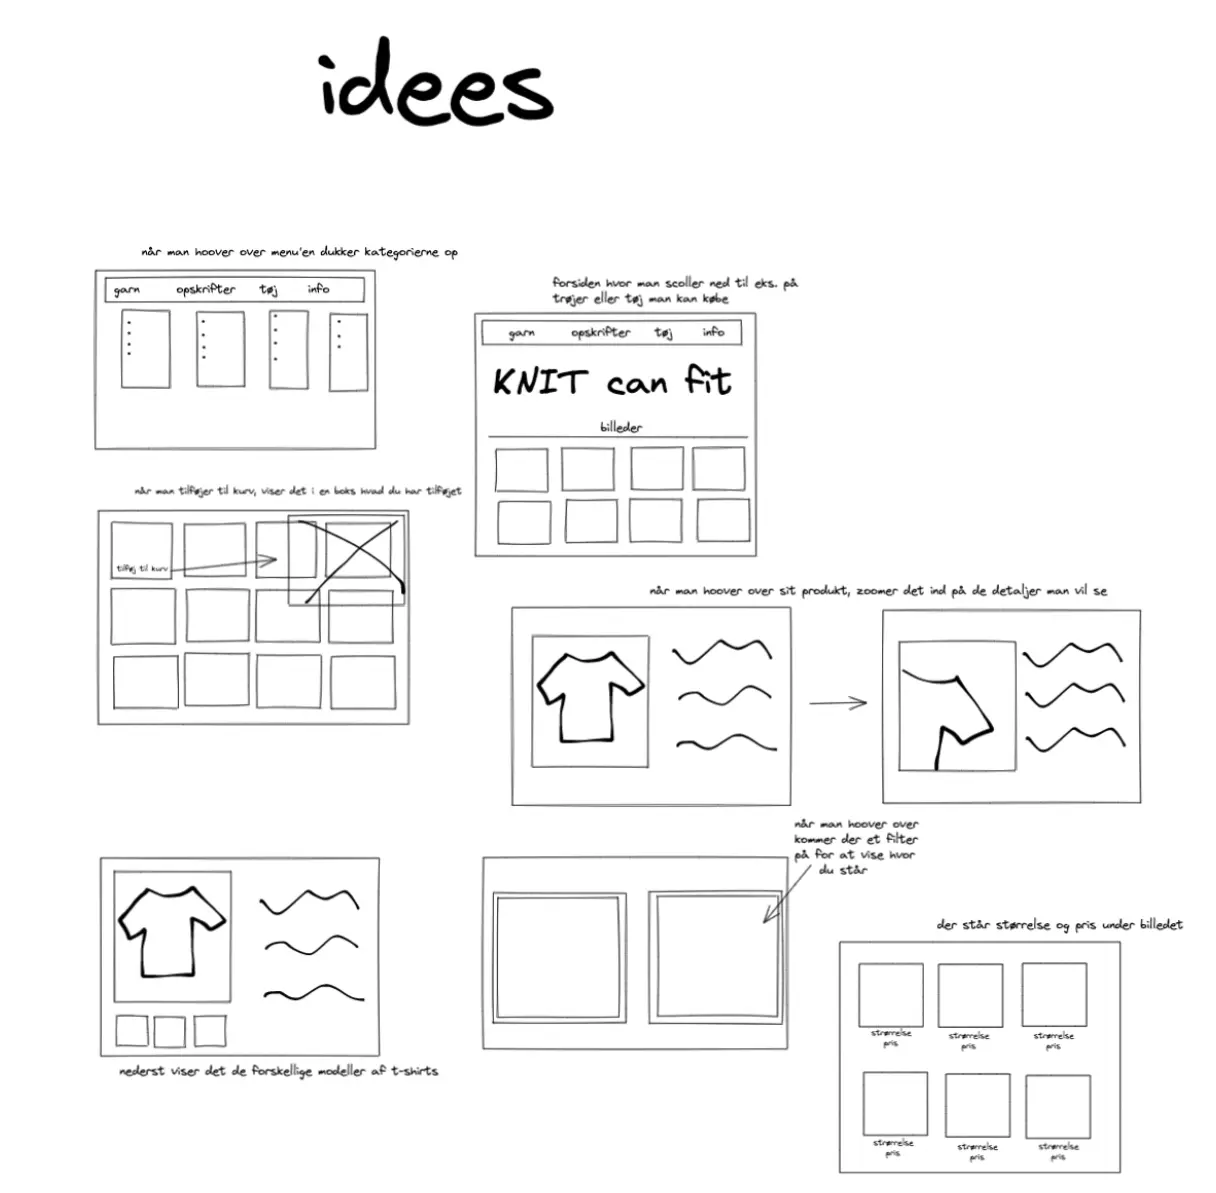 idees
når man hoover over menu'en dukker kategorierne op
garn opskrifter tøj info
forsiden hvor man scoller ned til eks. på
trøjer eller tøj man kan købe
garn opskrifter tøj info
KNIT can fit
billeder
når man tilføjer til kurv, viser det i en boks hvad du har tilføjet
tilføj til kurv
når man hoover over sit produkt, zoomer det ind på de detaljer man vil se
når man hoover over
kommer der et filter
på for at vise hvor
du står
nederst viser det de forskellige modeller af t-shirts
der står størrelse og pris under billedet
størrelse størrelse størrelse
pris pris pris
størrelse størrelse størrelse
pris pris pris